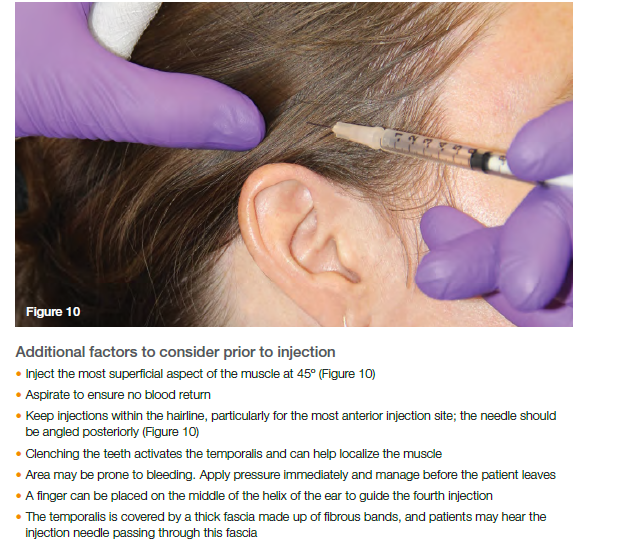 Figure 10
Additional factors to consider prior to injection
• Inject the most superficial aspect of the muscle at 45º (Figure 10)
• Aspirate to ensure no blood return
• Keep injections within the hairline, particularly for the most anterior injection site; the needle should
be angled posteriorly (Figure 10)
• Clenching the teeth activates the temporalis and can help localize the muscle
• Area may be prone to bleeding. Apply pressure immediately and manage before the patient leaves
• A finger can be placed on the middle of the helix of the ear to guide the fourth injection
• The temporalis is covered by a thick fascia made up of fibrous bands, and patients may hear the
injection needle passing through this fascia